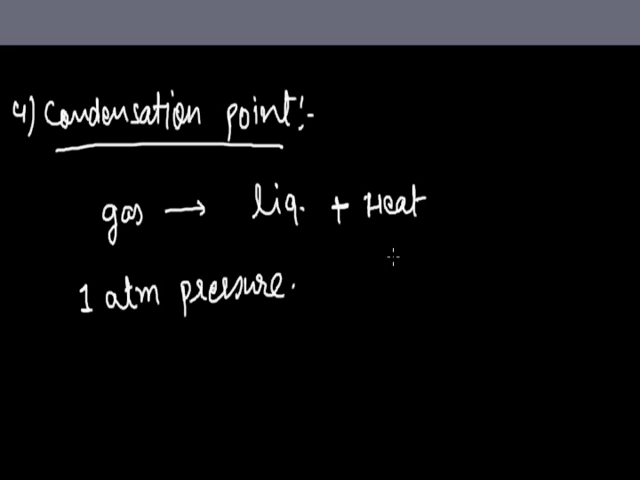 4) Condensation point:-
gas → liq. + Heat
1 atm pressure.